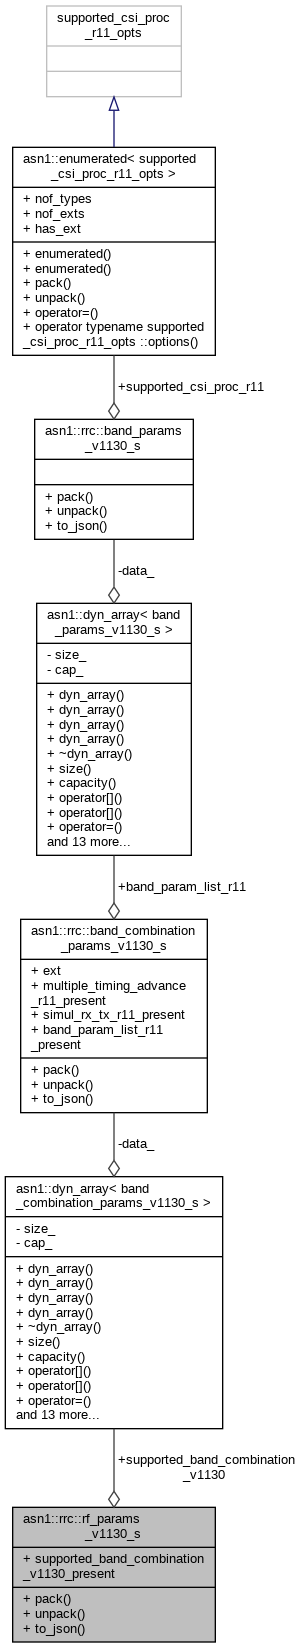 supported_csi_proc
_r11_opts
asn1::enumerated< supported
_csi_proc_r11_opts >
+ nof_types
+ nof_exts
+ has_ext
+ enumerated()
+ enumerated()
+ pack()
+ unpack()
+ operator=()
+ operator typename supported
_csi_proc_r11_opts ::options()
+supported_csi_proc_r11
asn1::rrc::band_params
_v1130_s
+ pack()
+ unpack()
+ to_json()
-data_
asn1::dyn_array< band
_params_v1130_s >
- size_
- cap_
+ dyn_array()
+ dyn_array()
+ dyn_array()
+ dyn_array()
+ ~dyn_array()
+ size()
+ capacity()
+ operator[]()
+ operator[]()
+ operator=()
and 13 more...
+band_param_list_r11
asn1::rrc::band_combination
_params_v1130_s
+ ext
+ multiple_timing_advance
_r11_present
+ simul_rx_tx_r11_present
+ band_param_list_r11
_present
+ pack()
+ unpack()
+ to_json()
-data_
asn1::dyn_array< band
_combination_params_v1130_s >
- size_
- cap_
+ dyn_array()
+ dyn_array()
+ dyn_array()
+ dyn_array()
+ ~dyn_array()
+ size()
+ capacity()
+ operator[]()
+ operator[]()
+ operator=()
and 13 more...
+supported_band_combination
_v1130
asn1::rrc::rf_params
_v1130_s
+ supported_band_combination
_v1130_present
+ pack()
+ unpack()
+ to_json()